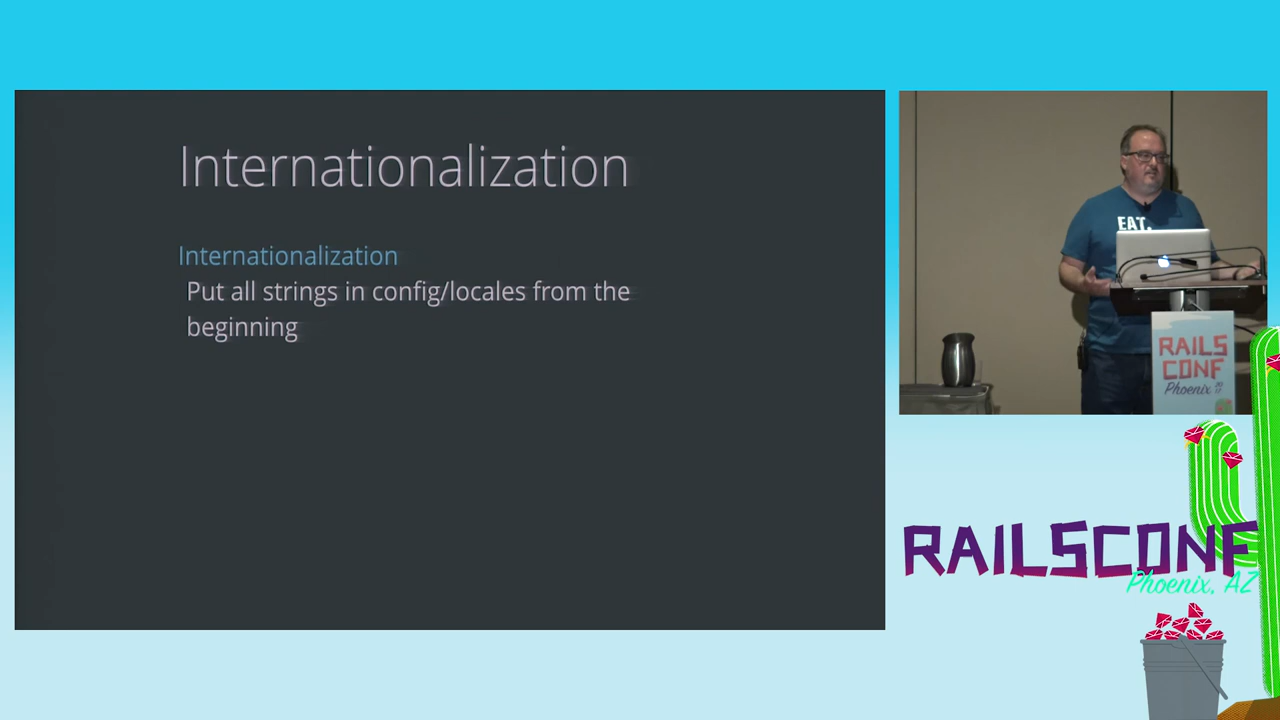 Internationalization
Internationalization
Put all strings in config/locales from the
beginning
EAT.
RAILS
CONF
Phoenix
RAILSCONF
Phoenix, AZ